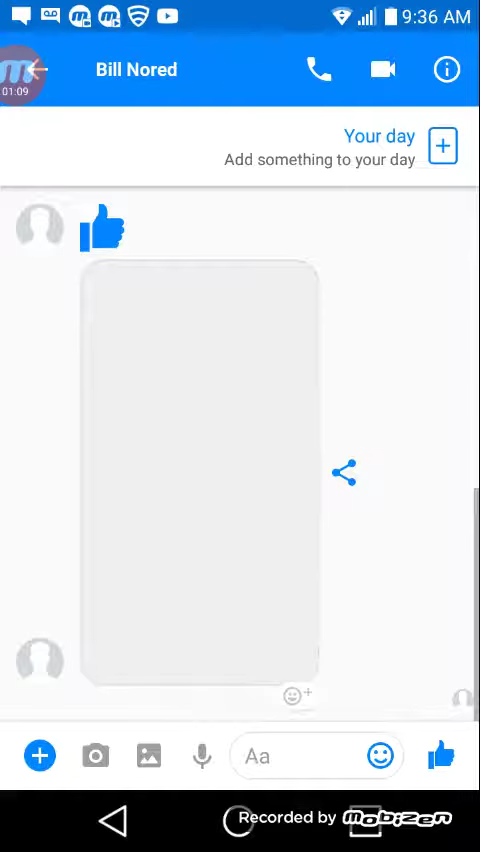 9:36 AM
01:09
Bill Nored
Your day
Add something to your day
Aa
Recorded by Mobizen